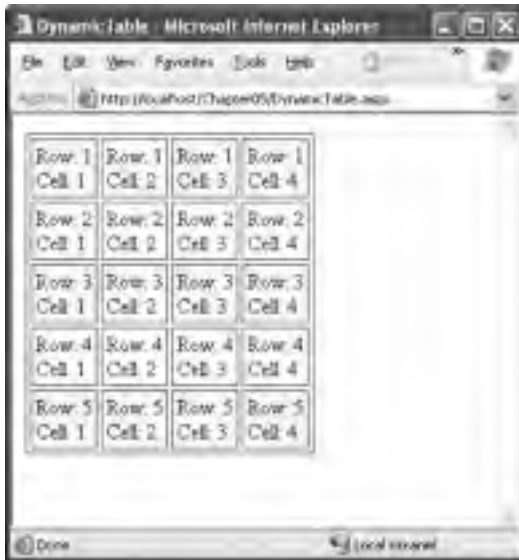 DynamicTable - Microsoft Internet Explorer
File Edit View Favorites Tools Help »
Address http://localhost/Chapter05/DynamicTable.aspx
Row: 1 Row: 1 Row: 1 Row: 1
Cell: 1 Cell: 2 Cell: 3 Cell: 4
Row: 2 Row: 2 Row: 2 Row: 2
Cell: 1 Cell: 2 Cell: 3 Cell: 4
Row: 3 Row: 3 Row: 3 Row: 3
Cell: 1 Cell: 2 Cell: 3 Cell: 4
Row: 4 Row: 4 Row: 4 Row: 4
Cell: 1 Cell: 2 Cell: 3 Cell: 4
Row: 5 Row: 5 Row: 5 Row: 5
Cell: 1 Cell: 2 Cell: 3 Cell: 4
Done Local intranet